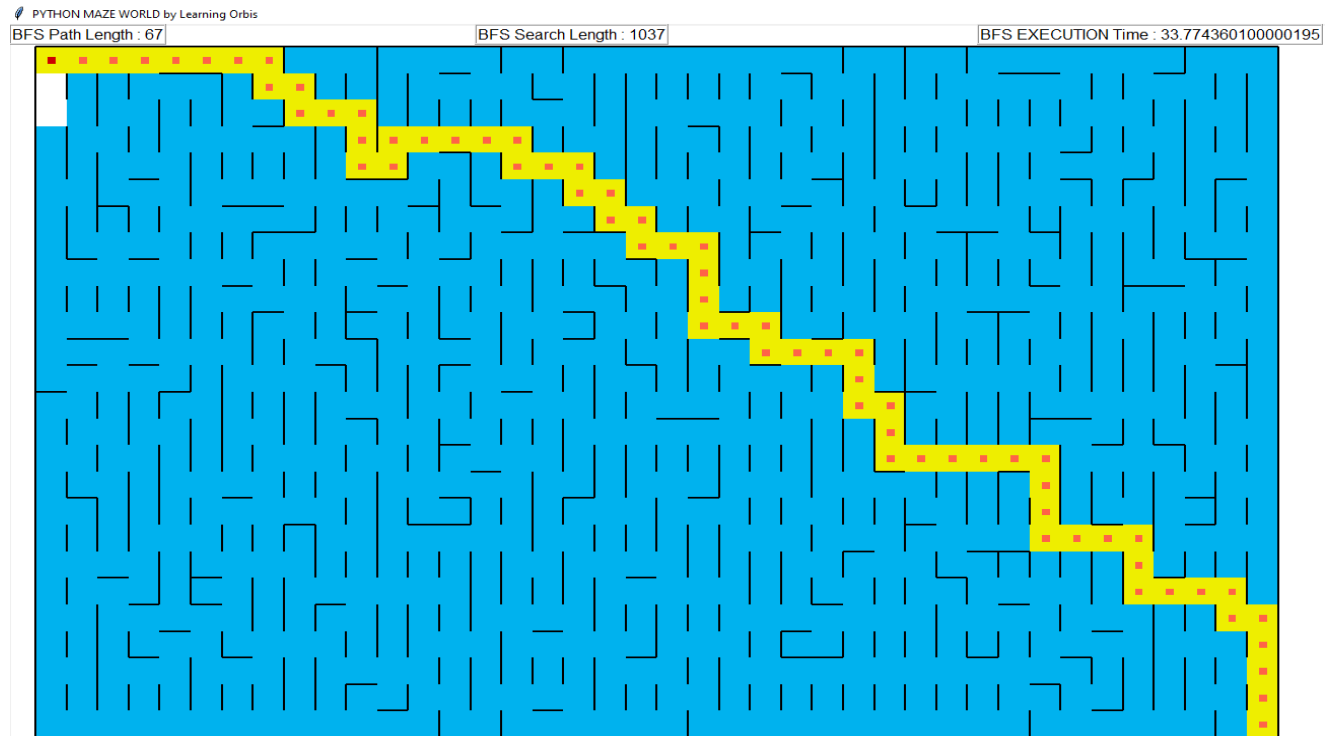 PYTHON MAZE WORLD by Learning Orbis
BFS Path Length : 67
BFS Search Length : 1037
BFS EXECUTION Time : 33.774360100000195